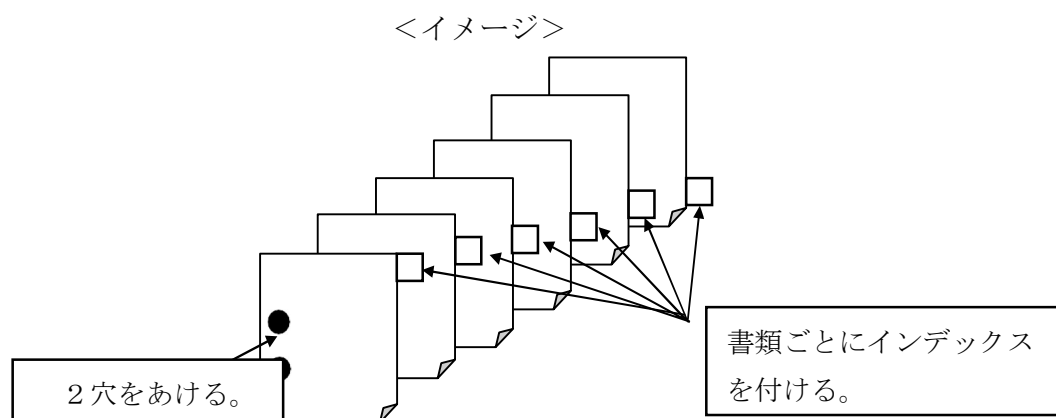 ＜イメージ＞
２穴をあける。
書類ごとにインデックス
を付ける。